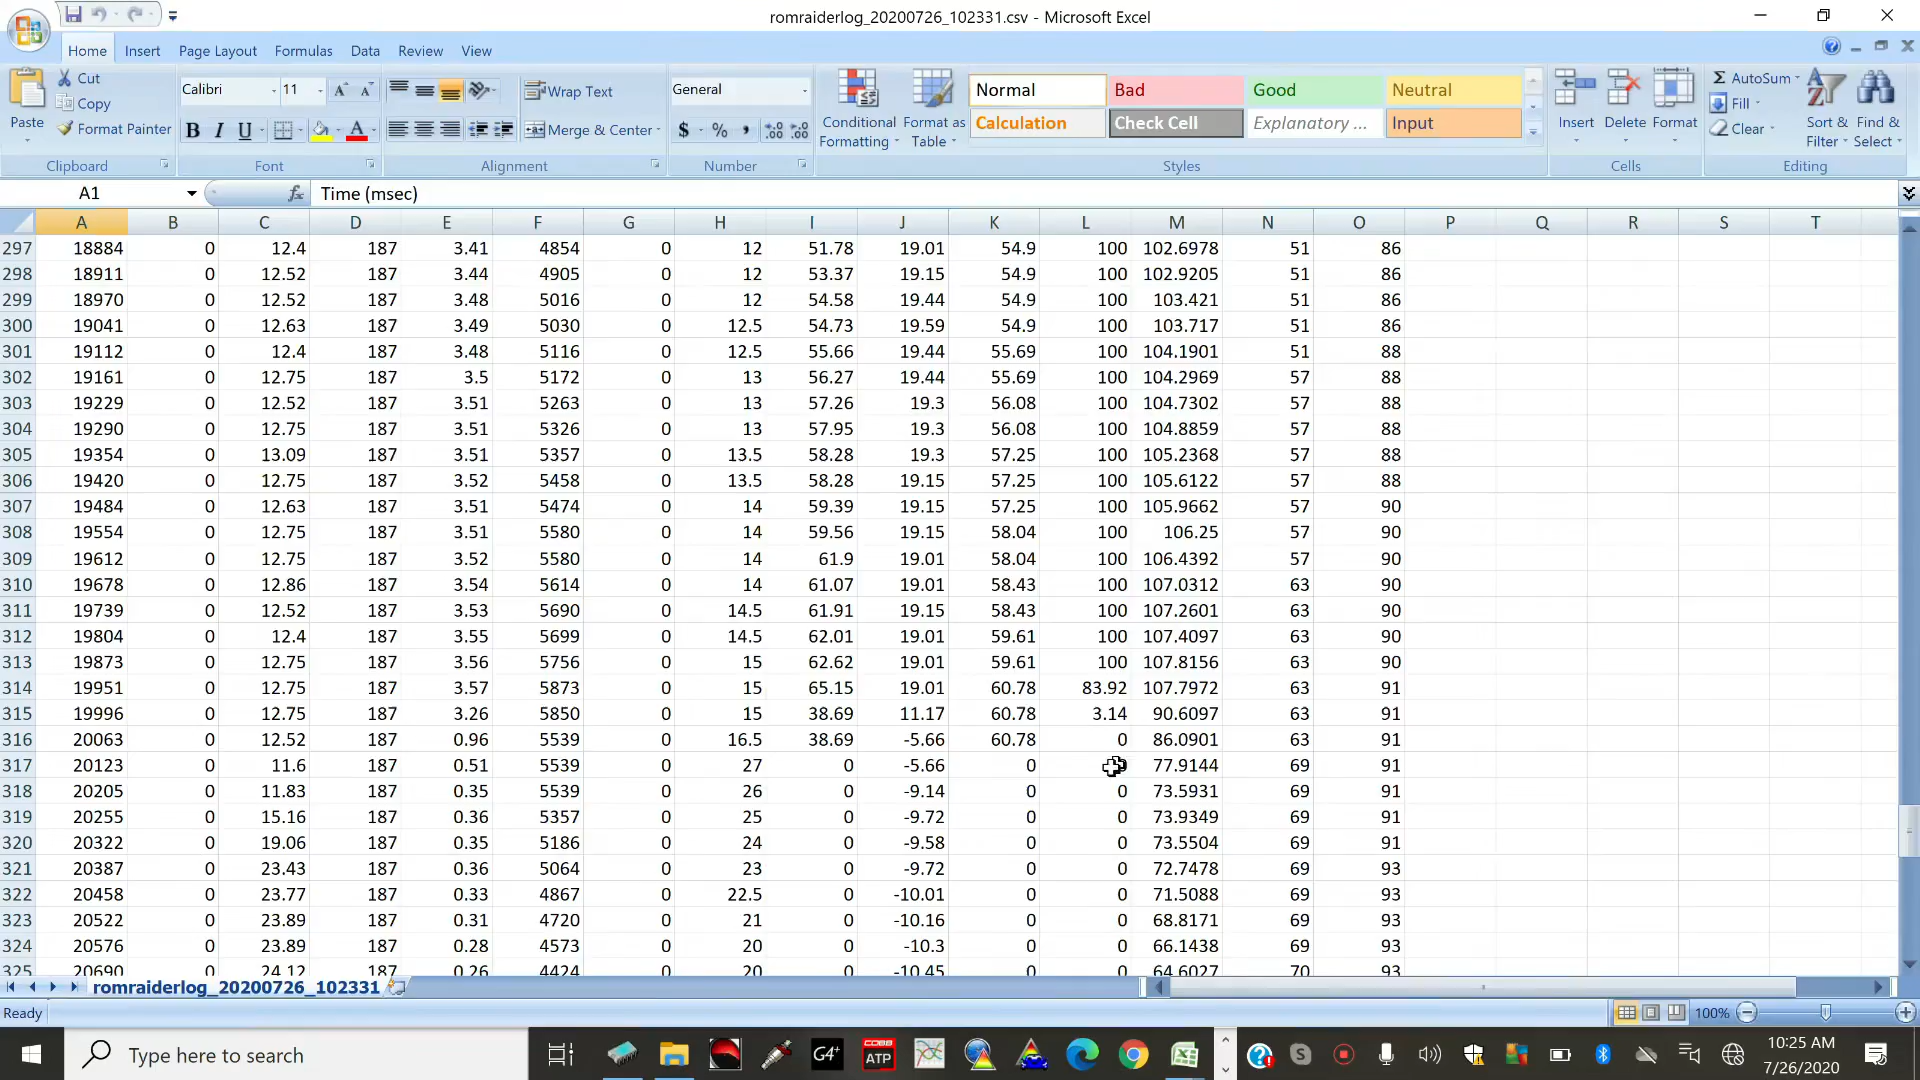 romraiderlog_20200726_102331.csv - Microsoft Excel
Home Insert Page Layout Formulas Data Review View
Paste Cut Copy Format Painter Clipboard
Calibri 11 B I U A Font
Wrap Text Merge & Center Alignment
General $ % , Number
Conditional Formatting Format as Table
Normal Bad Good Neutral
Calculation Check Cell Explanatory ... Input
Styles
Insert Delete Format Cells
Σ AutoSum Fill Clear Sort & Filter Find & Select Editing
A1 fx Time (msec)
A B C D E F G H I J K L M N O P Q R S T
297 18884 0 12.4 187 3.41 4854 0 12 51.78 19.01 54.9 100 102.6978 51 86
298 18911 0 12.52 187 3.44 4905 0 12 53.37 19.15 54.9 100 102.9205 51 86
299 18970 0 12.52 187 3.48 5016 0 12 54.58 19.44 54.9 100 103.421 51 86
300 19041 0 12.63 187 3.49 5030 0 12.5 54.73 19.59 54.9 100 103.717 51 86
301 19112 0 12.4 187 3.48 5116 0 12.5 55.66 19.44 55.69 100 104.1901 51 88
302 19161 0 12.75 187 3.5 5172 0 13 56.27 19.44 55.69 100 104.2969 57 88
303 19229 0 12.52 187 3.51 5263 0 13 57.26 19.3 56.08 100 104.7302 57 88
304 19290 0 12.75 187 3.51 5326 0 13 57.95 19.3 56.08 100 104.8859 57 88
305 19354 0 13.09 187 3.51 5357 0 13.5 58.28 19.3 57.25 100 105.2368 57 88
306 19420 0 12.75 187 3.52 5458 0 13.5 58.28 19.15 57.25 100 105.6122 57 88
307 19484 0 12.63 187 3.51 5474 0 14 59.39 19.15 57.25 100 105.9662 57 90
308 19554 0 12.75 187 3.51 5580 0 14 59.56 19.15 58.04 100 106.25 57 90
309 19612 0 12.75 187 3.52 5580 0 14 61.9 19.01 58.04 100 106.4392 57 90
310 19678 0 12.86 187 3.54 5614 0 14 61.07 19.01 58.43 100 107.0312 63 90
311 19739 0 12.52 187 3.53 5690 0 14.5 61.91 19.15 58.43 100 107.2601 63 90
312 19804 0 12.4 187 3.55 5699 0 14.5 62.01 19.01 59.61 100 107.4097 63 90
313 19873 0 12.75 187 3.56 5756 0 15 62.62 19.01 59.61 100 107.8156 63 90
314 19951 0 12.75 187 3.57 5873 0 15 65.15 19.01 60.78 83.92 107.7972 63 91
315 19996 0 12.75 187 3.26 5850 0 15 38.69 11.17 60.78 3.14 90.6097 63 91
316 20063 0 12.52 187 0.96 5539 0 16.5 38.69 -5.66 60.78 0 86.0901 63 91
317 20123 0 11.6 187 0.51 5539 0 27 0 -5.66 0 77.9144 69 91
318 20205 0 11.83 187 0.35 5539 0 26 0 -9.14 0 0 73.5931 69 91
319 20255 0 15.16 187 0.36 5357 0 25 0 -9.72 0 0 73.9349 69 91
320 20322 0 19.06 187 0.35 5186 0 24 0 -9.58 0 0 73.5504 69 91
321 20387 0 23.43 187 0.36 5064 0 23 0 -9.72 0 0 72.7478 69 93
322 20458 0 23.77 187 0.33 4867 0 22.5 0 -10.01 0 0 71.5088 69 93
323 20522 0 23.89 187 0.31 4720 0 21 0 -10.16 0 0 68.8171 69 93
324 20576 0 23.89 187 0.28 4573 0 20 0 -10.3 0 0 66.1438 69 93
325 20690 0 24.12 187 0.26 4424 0 20 0 -10.45 0 0 64.6027 70 93
romraiderlog_20200726_102331
Ready 100%
Type here to search G4+ COBB ATP 10:25 AM
7/26/2020